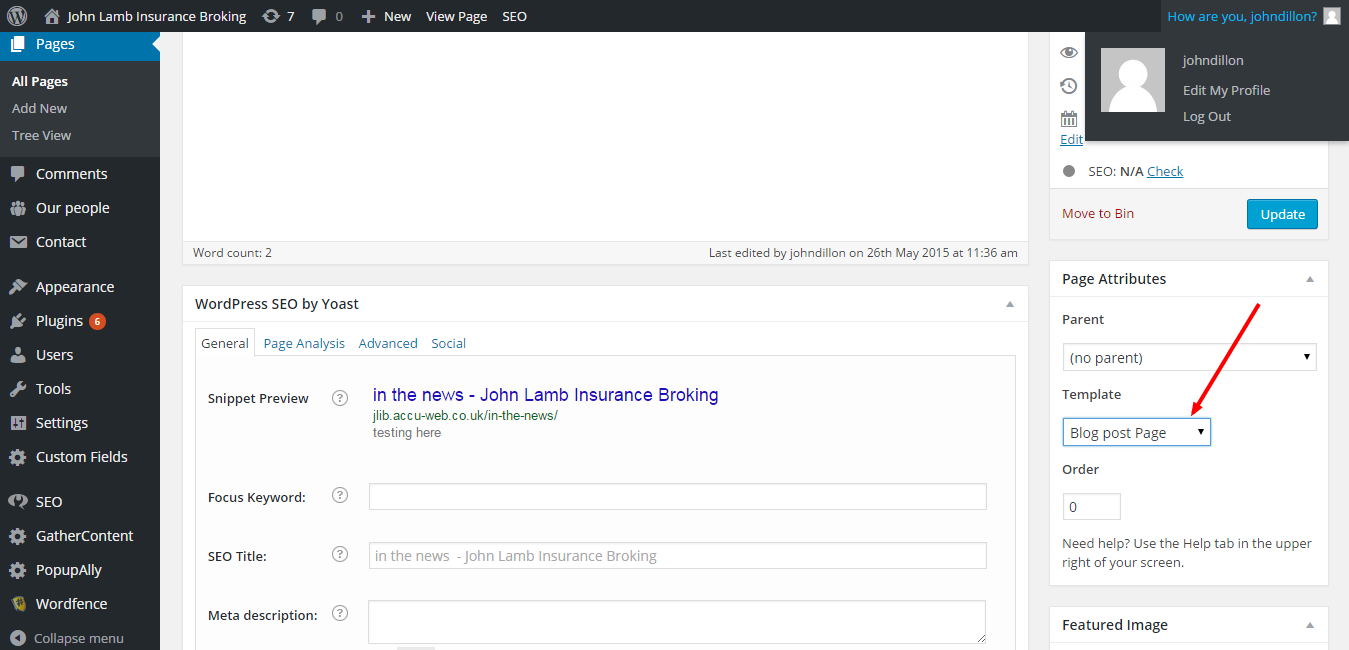 John Lamb Insurance Broking 7 0 New View Page SEO How are you, johndillon?
johndillon
Edit My Profile
Log Out
Pages
All Pages
Add New
Tree View
Comments
Our people
Contact
Appearance
Plugins 6
Users
Tools
Settings
Custom Fields
SEO
GatherContent
PopupAlly
Wordfence
Collapse menu
Word count: 2 Last edited by johndillon on 26th May 2015 at 11:36 am
WordPress SEO by Yoast
General Page Analysis Advanced Social
Snippet Preview ? in the news - John Lamb Insurance Broking
jlib.accu-web.co.uk/in-the-news/
testing here
Focus Keyword: ?
SEO Title: ? in the news - John Lamb Insurance Broking
Meta description: ?
Edit
SEO: N/A Check
Move to Bin Update
Page Attributes
Parent
(no parent)
Template
Blog post Page
Order
0
Need help? Use the Help tab in the upper
right of your screen.
Featured Image